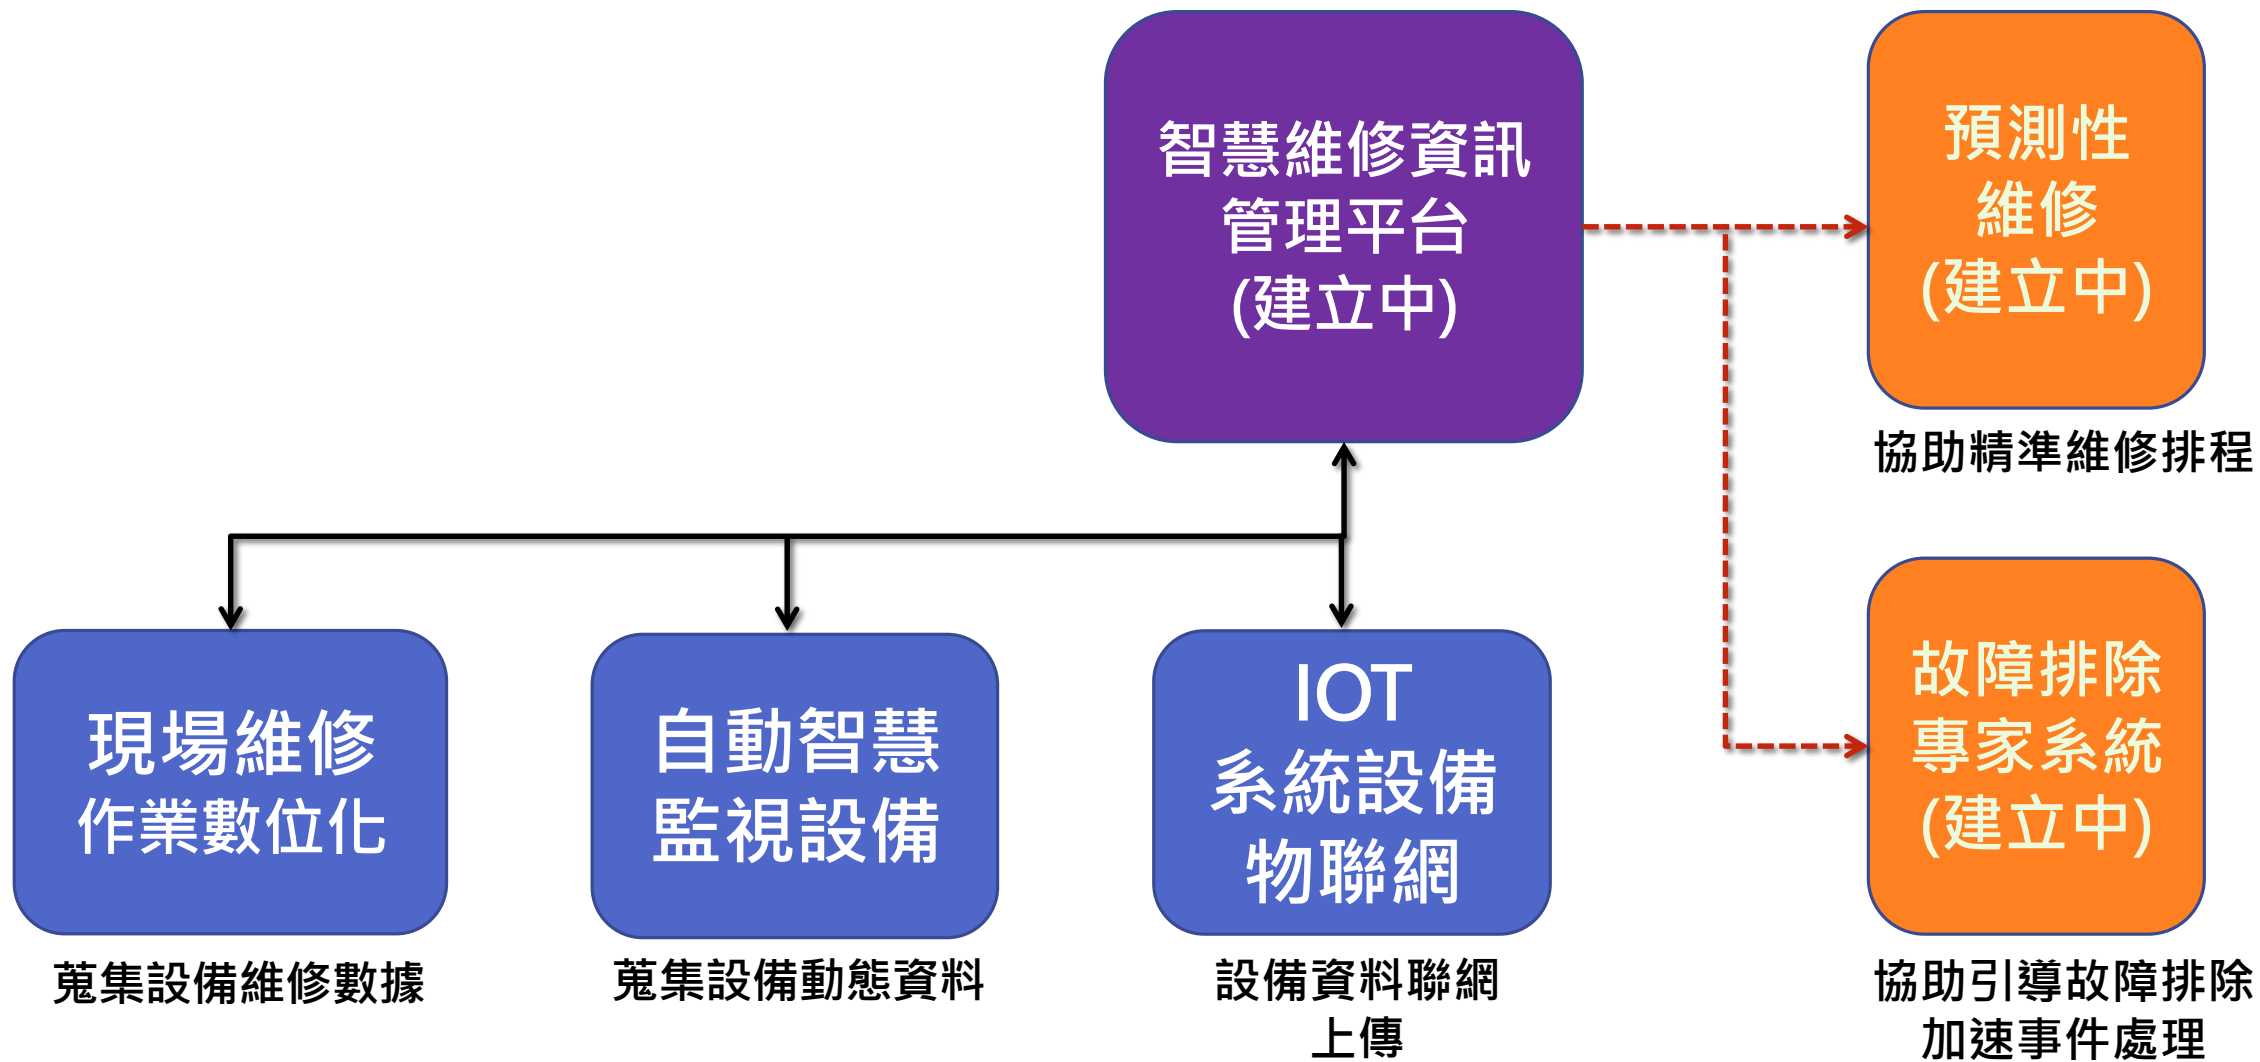 智慧維修資訊
管理平台
(建立中)
預測性
維修
(建立中)
協助精準維修排程
現場維修
作業數位化
蒐集設備維修數據
自動智慧
監視設備
蒐集設備動態資料
IOT
系統設備
物聯網
設備資料聯網
上傳
故障排除
專家系統
(建立中)
協助引導故障排除
加速事件處理